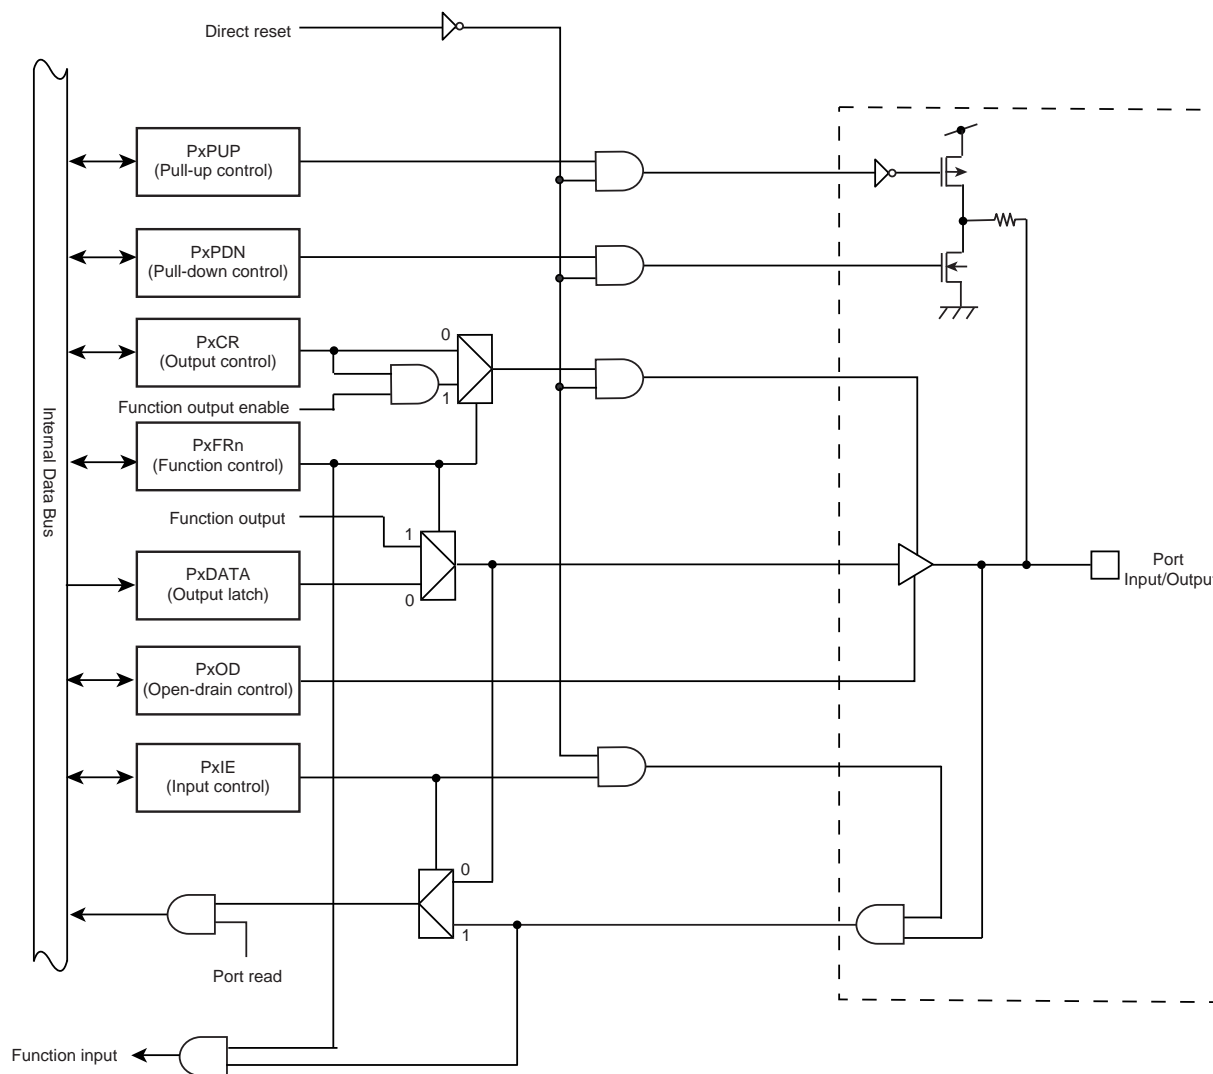 Direct reset
PxPUP
(Pull-up control)
PxPDN
(Pull-down control)
PxCR
(Output control)
0
1
Function output enable
Internal Data Bus
PxFRn
(Function control)
Function output
1
PxDATA
(Output latch)
0
Port
Input/Output
PxOD
(Open-drain control)
PxIE
(Input control)
0
1
Port read
Function input